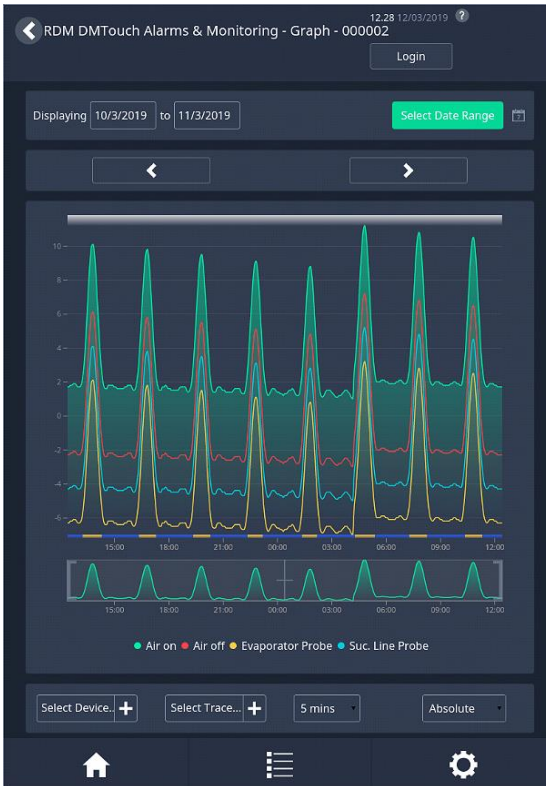 12.28 12/03/2019 ?
RDM DMTouch Alarms & Monitoring - Graph - 000002
Login
Displaying 10/3/2019 to 11/3/2019 Select Date Range
10
8
6
4
2
0
-2
-4
-6
15:00 18:00 21:00 00:00 03:00 06:00 09:00 12:00
15:00 18:00 21:00 00:00 03:00 06:00 09:00 12:00
Air on Air off Evaporator Probe Suc. Line Probe
Select Device.. + Select Trace... + 5 mins Absolute